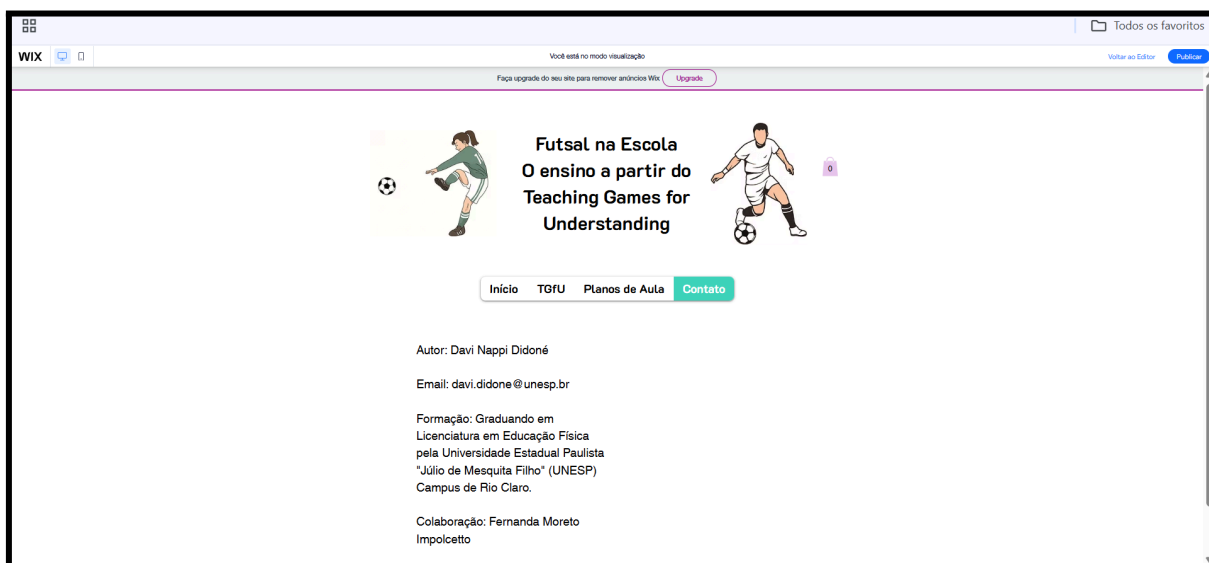 Todos os favoritos
WIX
Você está no modo visualização
Voltar ao Editor
Publicar
Faça upgrade do seu site para remover anúncios Wix
Upgrade
Futsal na Escola
O ensino a partir do
Teaching Games for
Understanding
0
Início
TGfU
Planos de Aula
Contato
Autor: Davi Nappi Didoné
Email: davi.didone@unesp.br
Formação: Graduando em
Licenciatura em Educação Física
pela Universidade Estadual Paulista
"Júlio de Mesquita Filho" (UNESP)
Campus de Rio Claro.
Colaboração: Fernanda Moreto
Impolcetto